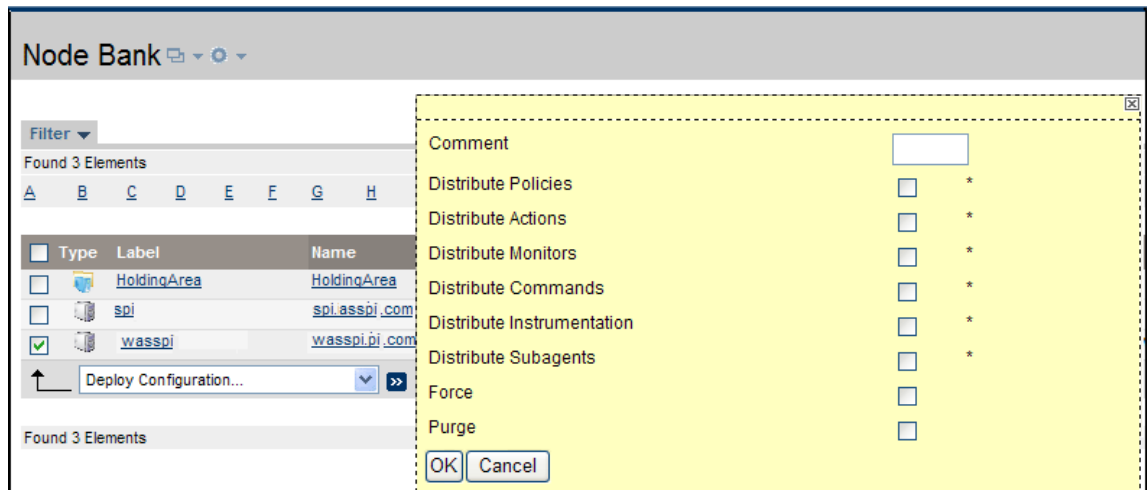 Node Bank
Filter
Found 3 Elements
A B C D E F G H
Type Label Name
HoldingArea HoldingArea
spi spi.asspi.com
wasspi wasspi.pi.com
Deploy Configuration...
Found 3 Elements
Comment
Distribute Policies *
Distribute Actions *
Distribute Monitors *
Distribute Commands *
Distribute Instrumentation *
Distribute Subagents *
Force
Purge
OK Cancel